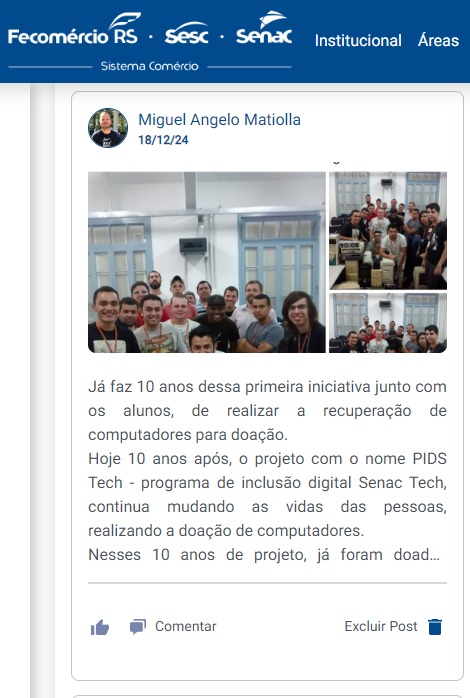 Fecomércio RS · Sesc · Senac
Institucional Áreas
Sistema Comércio
Miguel Angelo Matiolla
18/12/24
Já faz 10 anos dessa primeira iniciativa junto com
os alunos, de realizar a recuperação de
computadores para doação.
Hoje 10 anos após, o projeto com o nome PIDS
Tech - programa de inclusão digital Senac Tech,
continua mudando as vidas das pessoas,
realizando a doação de computadores.
Nesses 10 anos de projeto, já foram doad...
Comentar
Excluir Post